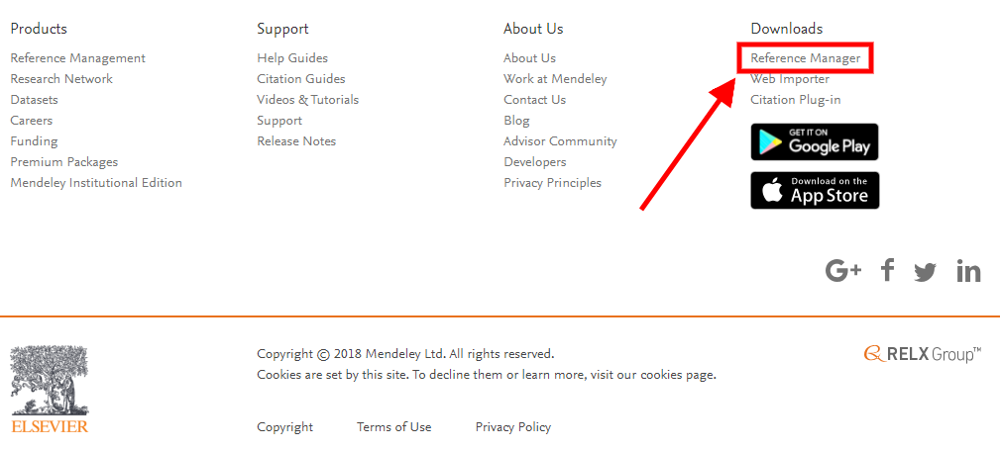 Products
Reference Management
Research Network
Datasets
Careers
Funding
Premium Packages
Mendeley Institutional Edition
Support
Help Guides
Citation Guides
Videos & Tutorials
Support
Release Notes
About Us
About Us
Work at Mendeley
Contact Us
Blog
Advisor Community
Developers
Privacy Principles
Downloads
Reference Manager
Web Importer
Citation Plug-in
GET IT ON
Google Play
Download on the
App Store
G+ f in
ELSEVIER
Copyright © 2018 Mendeley Ltd. All rights reserved.
Cookies are set by this site. To decline them or learn more, visit our cookies page.
Copyright Terms of Use Privacy Policy
RELX Group™